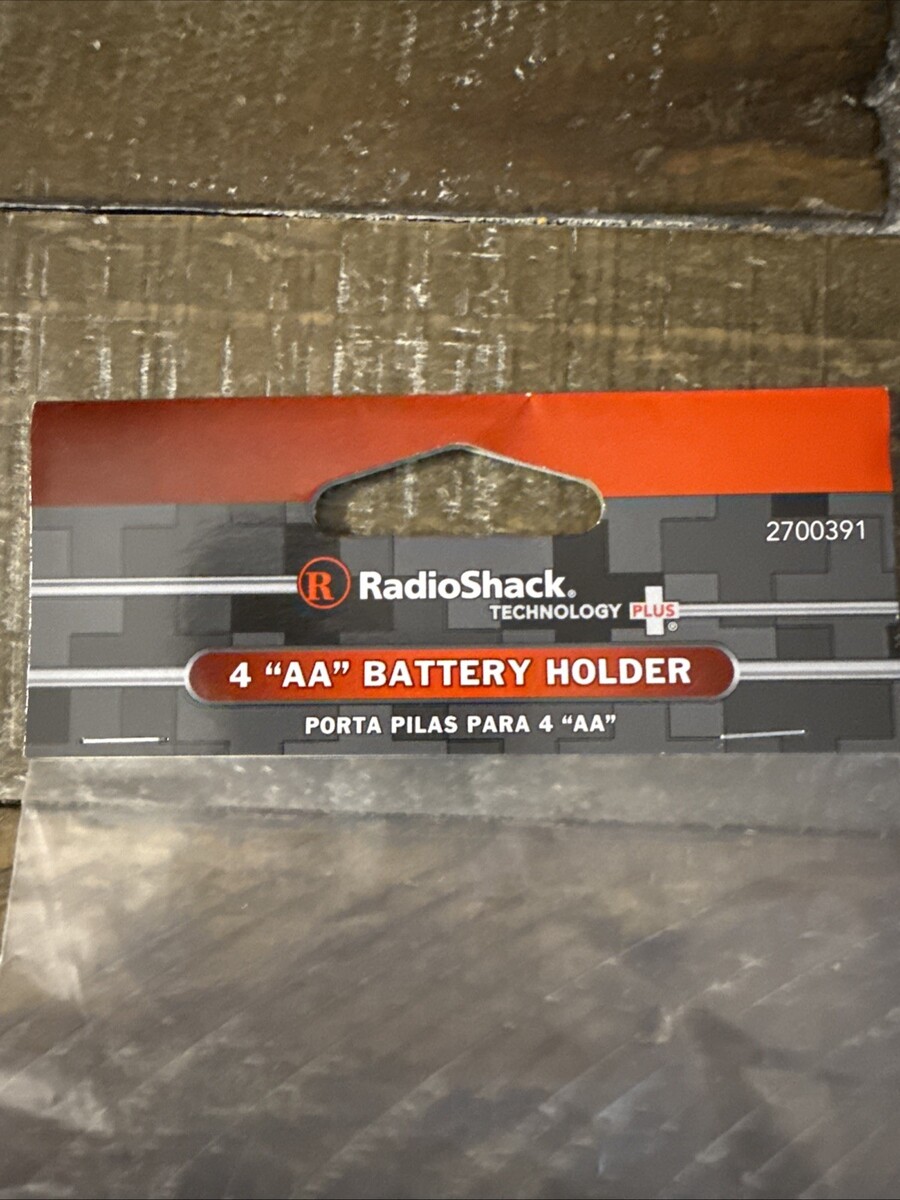 2700391
R RadioShack®
TECHNOLOGY PLUS®
4 “AA” BATTERY HOLDER
PORTA PILAS PARA 4 “AA”